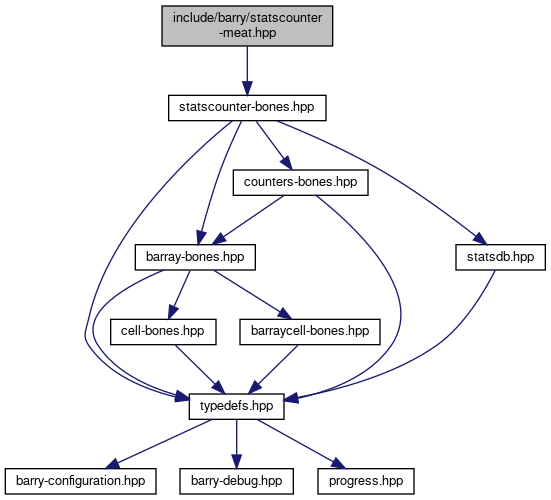 include/barry/statscounter
-meat.hpp
statscounter-bones.hpp
counters-bones.hpp
barray-bones.hpp
statsdb.hpp
cell-bones.hpp
barraycell-bones.hpp
typedefs.hpp
barry-configuration.hpp
barry-debug.hpp
progress.hpp